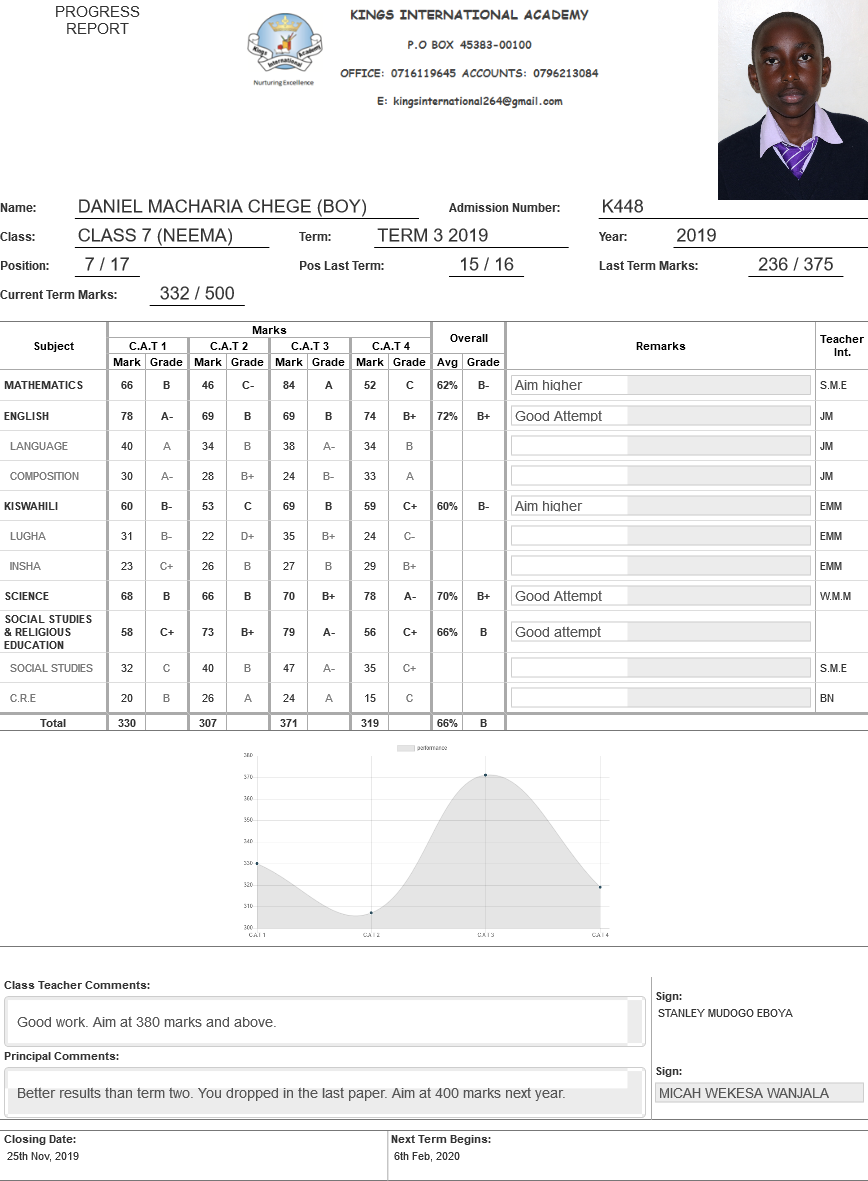 PROGRESS
REPORT
Kings International Academy
Nurturing Excellence
KINGS INTERNATIONAL ACADEMY
P.O BOX 45383-00100
OFFICE: 0716119645 ACCOUNTS: 0796213084
E: kingsinternational264@gmail.com
Name: DANIEL MACHARIA CHEGE (BOY) Admission Number: K448
Class: CLASS 7 (NEEMA) Term: TERM 3 2019 Year: 2019
Position: 7 / 17 Pos Last Term: 15 / 16 Last Term Marks: 236 / 375
Current Term Marks: 332 / 500
Marks
Subject C.A.T 1 C.A.T 2 C.A.T 3 C.A.T 4 Overall Remarks Teacher Int.
Mark Grade Mark Grade Mark Grade Mark Grade Avg Grade
MATHEMATICS 66 B 46 C- 84 A 52 C 62% B- Aim higher S.M.E
ENGLISH 78 A- 69 B 69 B 74 B+ 72% B+ Good Attempt JM
LANGUAGE 40 A 34 B 38 A- 34 B JM
COMPOSITION 30 A- 28 B+ 24 B- 33 A JM
KISWAHILI 60 B- 53 C 69 B 59 C+ 60% B- Aim higher EMM
LUGHA 31 B- 22 D+ 35 B+ 24 C- EMM
INSHA 23 C+ 26 B 27 B 29 B+ EMM
SCIENCE 68 B 66 B 70 B+ 78 A- 70% B+ Good Attempt W.M.M
SOCIAL STUDIES
& RELIGIOUS
EDUCATION 58 C+ 73 B+ 79 A- 56 C+ 66% B Good attempt
SOCIAL STUDIES 32 C 40 B 47 A- 35 C+ S.M.E
C.R.E 20 B 26 A 24 A 15 C BN
Total 330 307 371 319 66% B
performance
380
370
360
350
340
330
320
310
300
C.A.T 1 C.A.T 2 C.A.T 3 C.A.T 4
Class Teacher Comments:
Good work. Aim at 380 marks and above.
Sign:
STANLEY MUDOGO EBOYA
Principal Comments:
Better results than term two. You dropped in the last paper. Aim at 400 marks next year.
Sign:
MICAH WEKESA WANJALA
Closing Date: Next Term Begins:
25th Nov, 2019 6th Feb, 2020